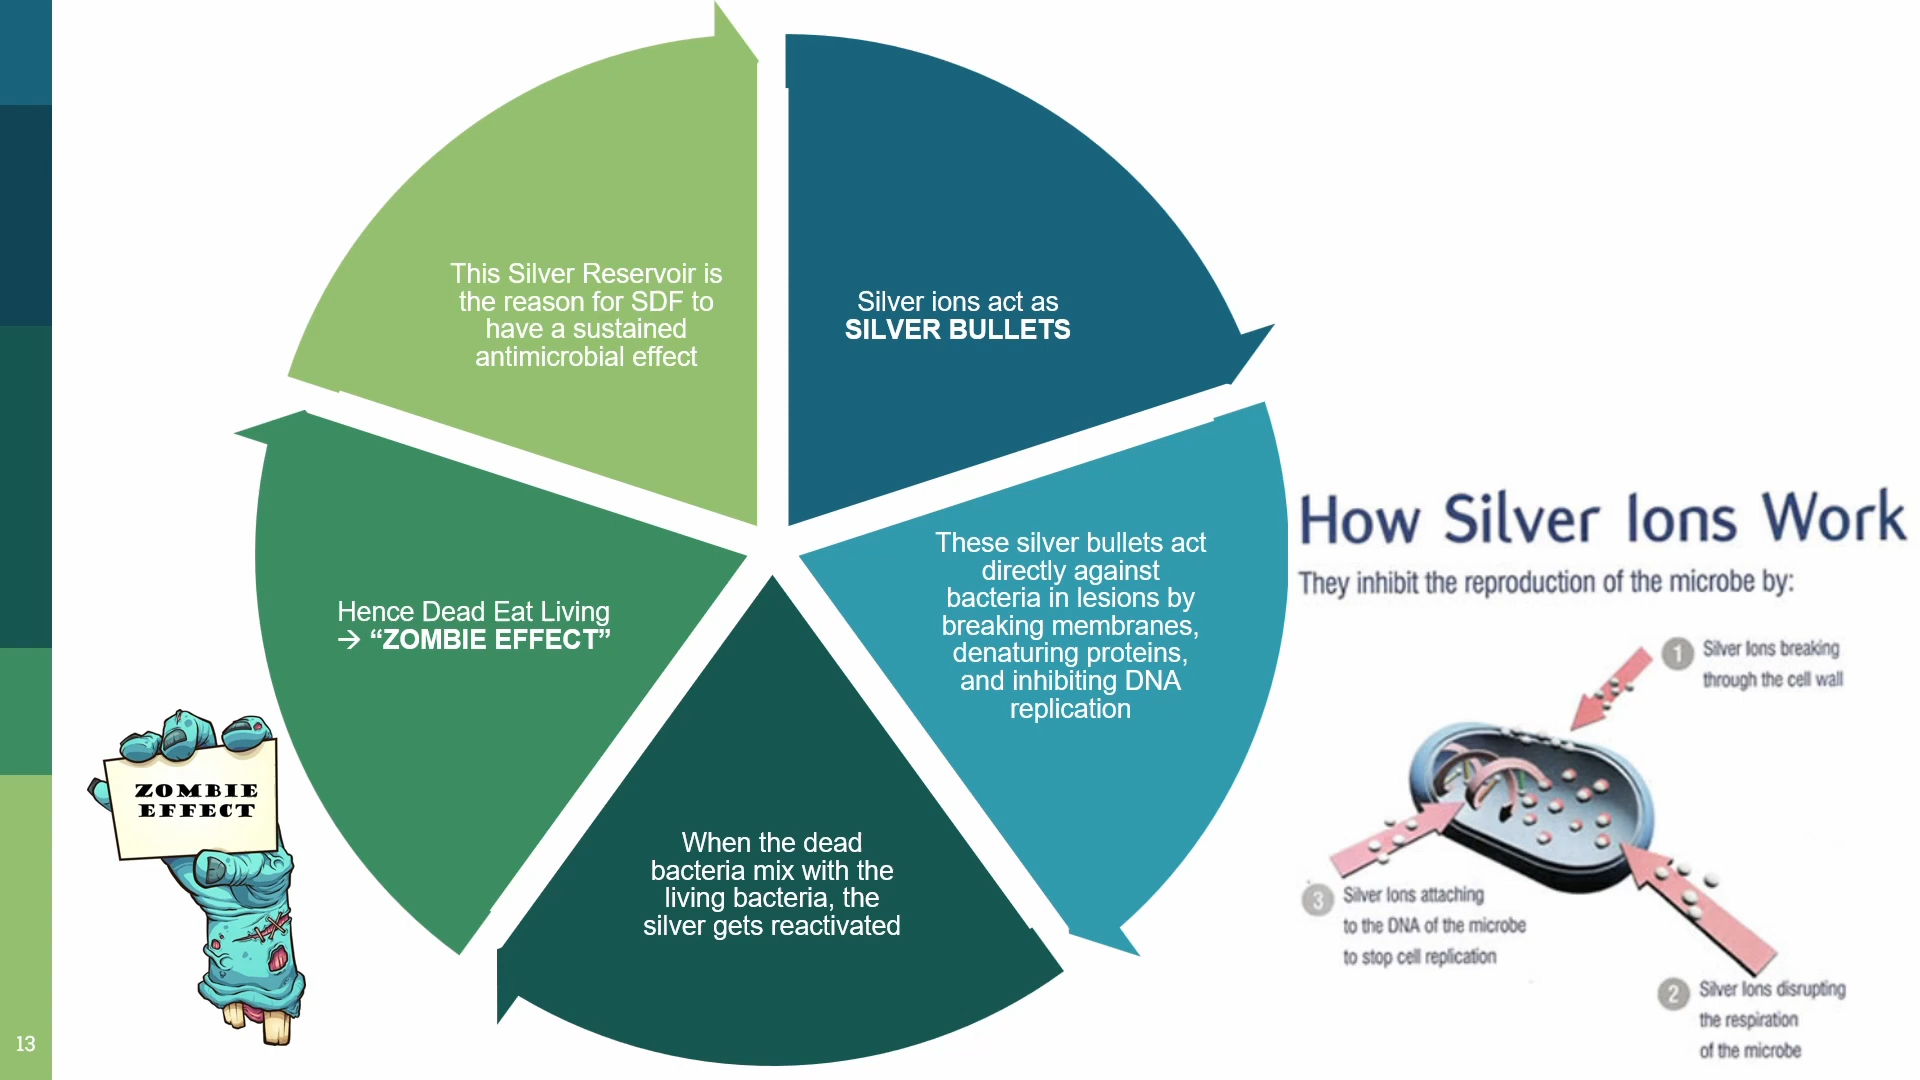 This Silver Reservoir is
the reason for SDF to
have a sustained
antimicrobial effect
Silver ions act as
SILVER BULLETS
These silver bullets act
directly against
bacteria in lesions by
breaking membranes,
denaturing proteins,
and inhibiting DNA
replication
When the dead
bacteria mix with the
living bacteria, the
silver gets reactivated
Hence Dead Eat Living
→ “ZOMBIE EFFECT”
ZOMBIE
EFFECT
How Silver Ions Work
They inhibit the reproduction of the microbe by:
1 Silver Ions breaking
through the cell wall
3 Silver Ions attaching
to the DNA of the microbe
to stop cell replication
2 Silver Ions disrupting
the respiration
of the microbe
13